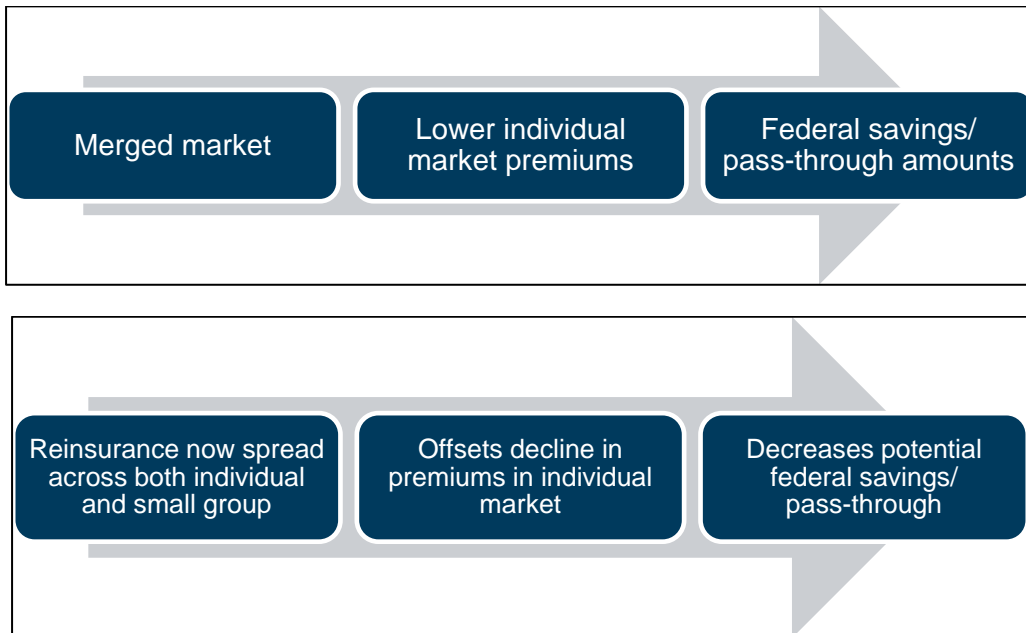 Merged market
Lower individual
market premiums
Federal savings/
pass-through amounts
Reinsurance now spread
across both individual
and small group
Offsets decline in
premiums in individual
market
Decreases potential
federal savings/
pass-through